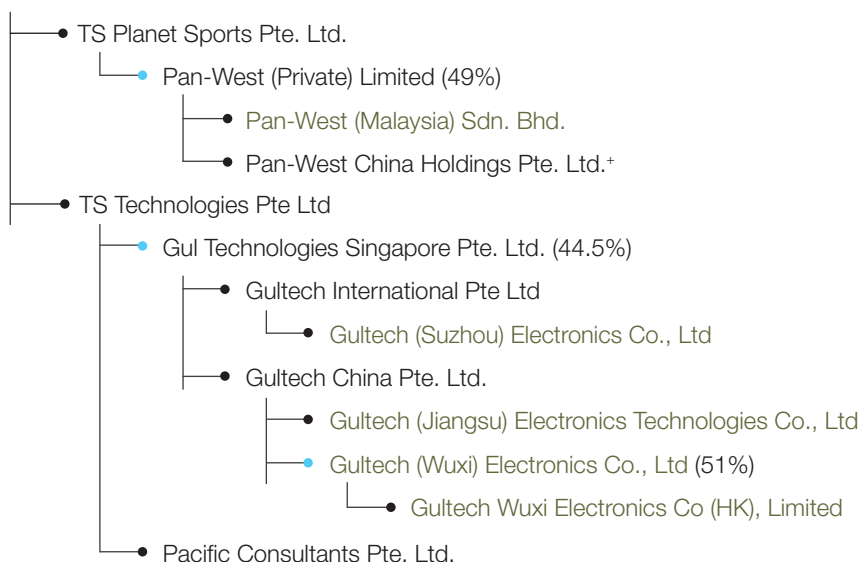 TS Planet Sports Pte. Ltd.
Pan-West (Private) Limited (49%)
Pan-West (Malaysia) Sdn. Bhd.
Pan-West China Holdings Pte. Ltd.+
TS Technologies Pte Ltd
Gul Technologies Singapore Pte. Ltd. (44.5%)
Gultech International Pte Ltd
Gultech (Suzhou) Electronics Co., Ltd
Gultech China Pte. Ltd.
Gultech (Jiangsu) Electronics Technologies Co., Ltd
Gultech (Wuxi) Electronics Co., Ltd (51%)
Gultech Wuxi Electronics Co (HK), Limited
Pacific Consultants Pte. Ltd.